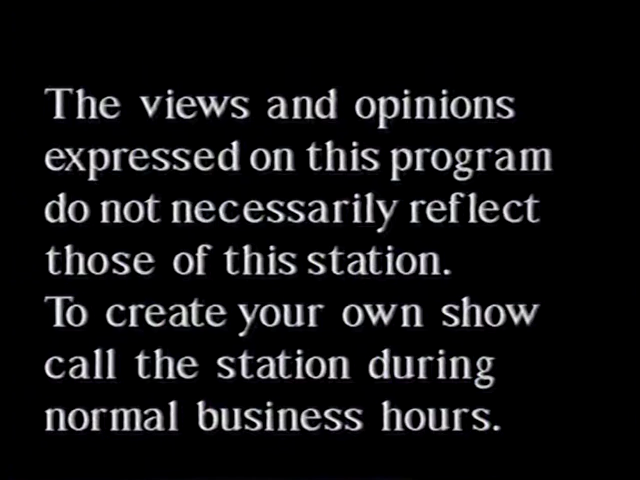 The views and opinions
expressed on this program
do not necessarily reflect
those of this station.
To create your own show
call the station during
normal business hours.